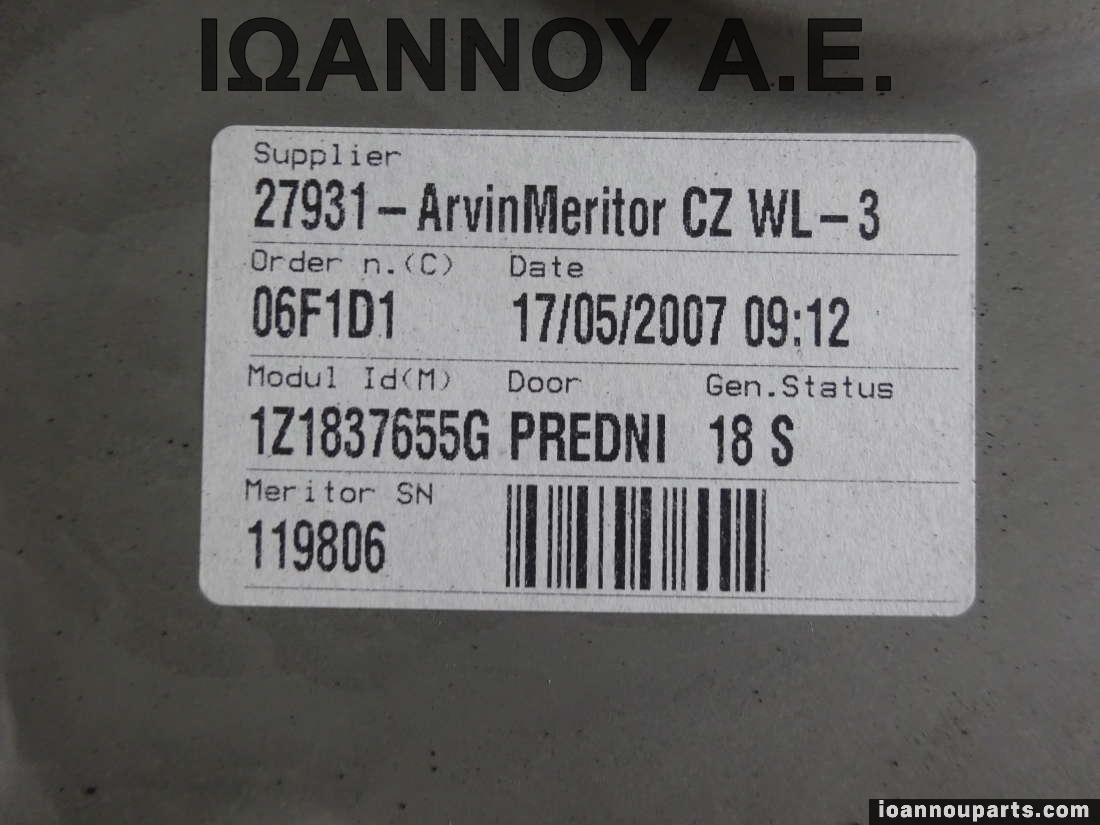 ΙΩΑΝΝΟΥ Α.Ε.
Supplier
27931-ArvinMeritor CZ WL-3
Order n.(C) Date
06F1D1 17/05/2007 09:12
Modul Id(M) Door Gen.Status
1Z1837655G PREDNI 18 S
Meritor SN
119806
ioannouparts.com